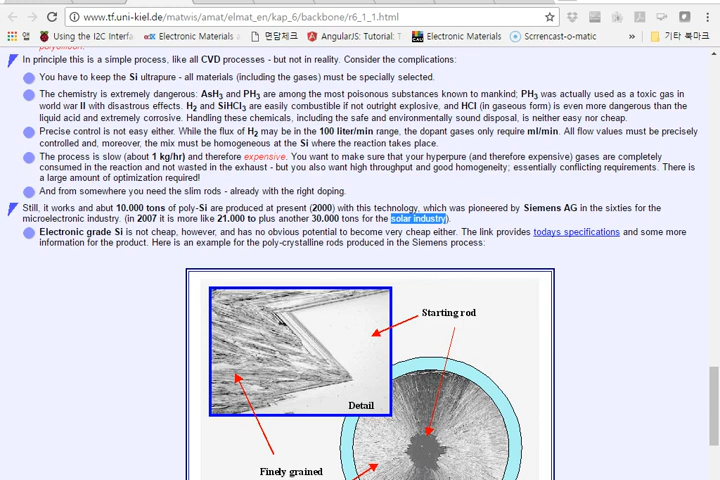 www.tf.uni-kiel.de/matwis/amat/elmat_en/kap_6/backbone/r6_1_1.html
앱 Using the I2C Interfa Electronic Materials 면답체크 AngularJS: Tutorial: T Electronic Materials Scrrencast-o-matic » 기타 북마크
In principle this is a simple process, like all CVD processes - but not in reality. Consider the complications:
You have to keep the Si ultrapure - all materials (including the gases) must be specially selected.
The chemistry is extremely dangerous: AsH3 and PH3 are among the most poisonous substances known to mankind; PH3 was actually used as a toxic gas in
world war II with disastrous effects. H2 and SiHCl3 are easily combustible if not outright explosive, and HCl (in gaseous form) is even more dangerous than the
liquid acid and extremely corrosive. Handling these chemicals, including the safe and environmentally sound disposal, is neither easy nor cheap.
Precise control is not easy either. While the flux of H2 may be in the 100 liter/min range, the dopant gases only require ml/min. All flow values must be precisely
controlled and, moreover, the mix must be homogeneous at the Si where the reaction takes place.
The process is slow (about 1 kg/hr) and therefore expensive. You want to make sure that your hyperpure (and therefore expensive) gases are completely
consumed in the reaction and not wasted in the exhaust - but you also want high throughput and good homogeneity; essentially conflicting requirements. There is
a large amount of optimization required!
And from somewhere you need the slim rods - already with the right doping.
Still, it works and abut 10.000 tons of poly-Si are produced at present (2000) with this technology, which was pioneered by Siemens AG in the sixties for the
microelectronic industry. (in 2007 it is more like 21.000 to plus another 30.000 tons for the solar industry).
Electronic grade Si is not cheap, however, and has no obvious potential to become very cheap either. The link provides todays specifications and some more
information for the product. Here is an example for the poly-crystalline rods produced in the Siemens process:
Starting rod
Detail
Finely grained